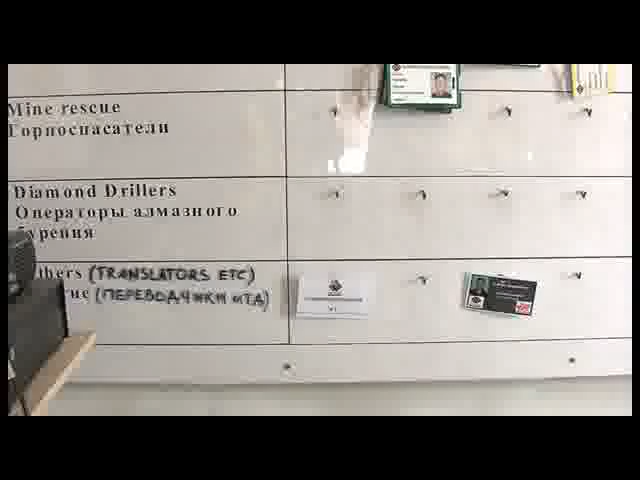 Mine rescue
Горноспасатели
Diamond Drillers
Операторы алмазного
бурения
(TRANSLATORS ETC)
(ПЕРЕВОДЧИКИ ИТД)